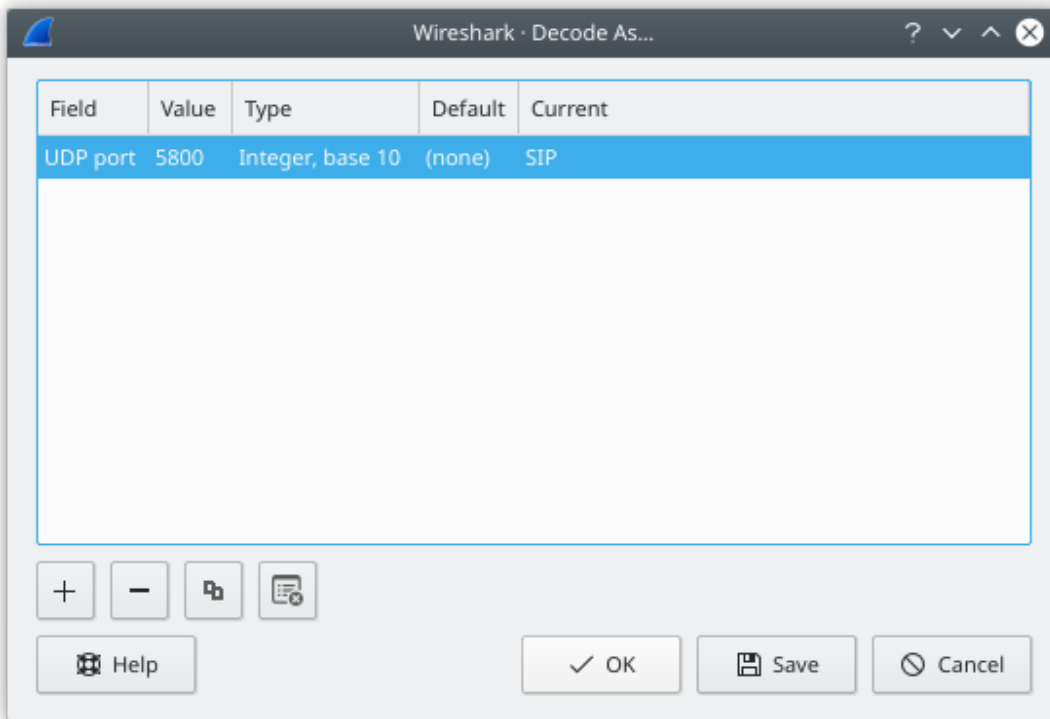 Wireshark · Decode As...
Field Value Type Default Current
UDP port 5800 Integer, base 10 (none) SIP
Help OK Save Cancel